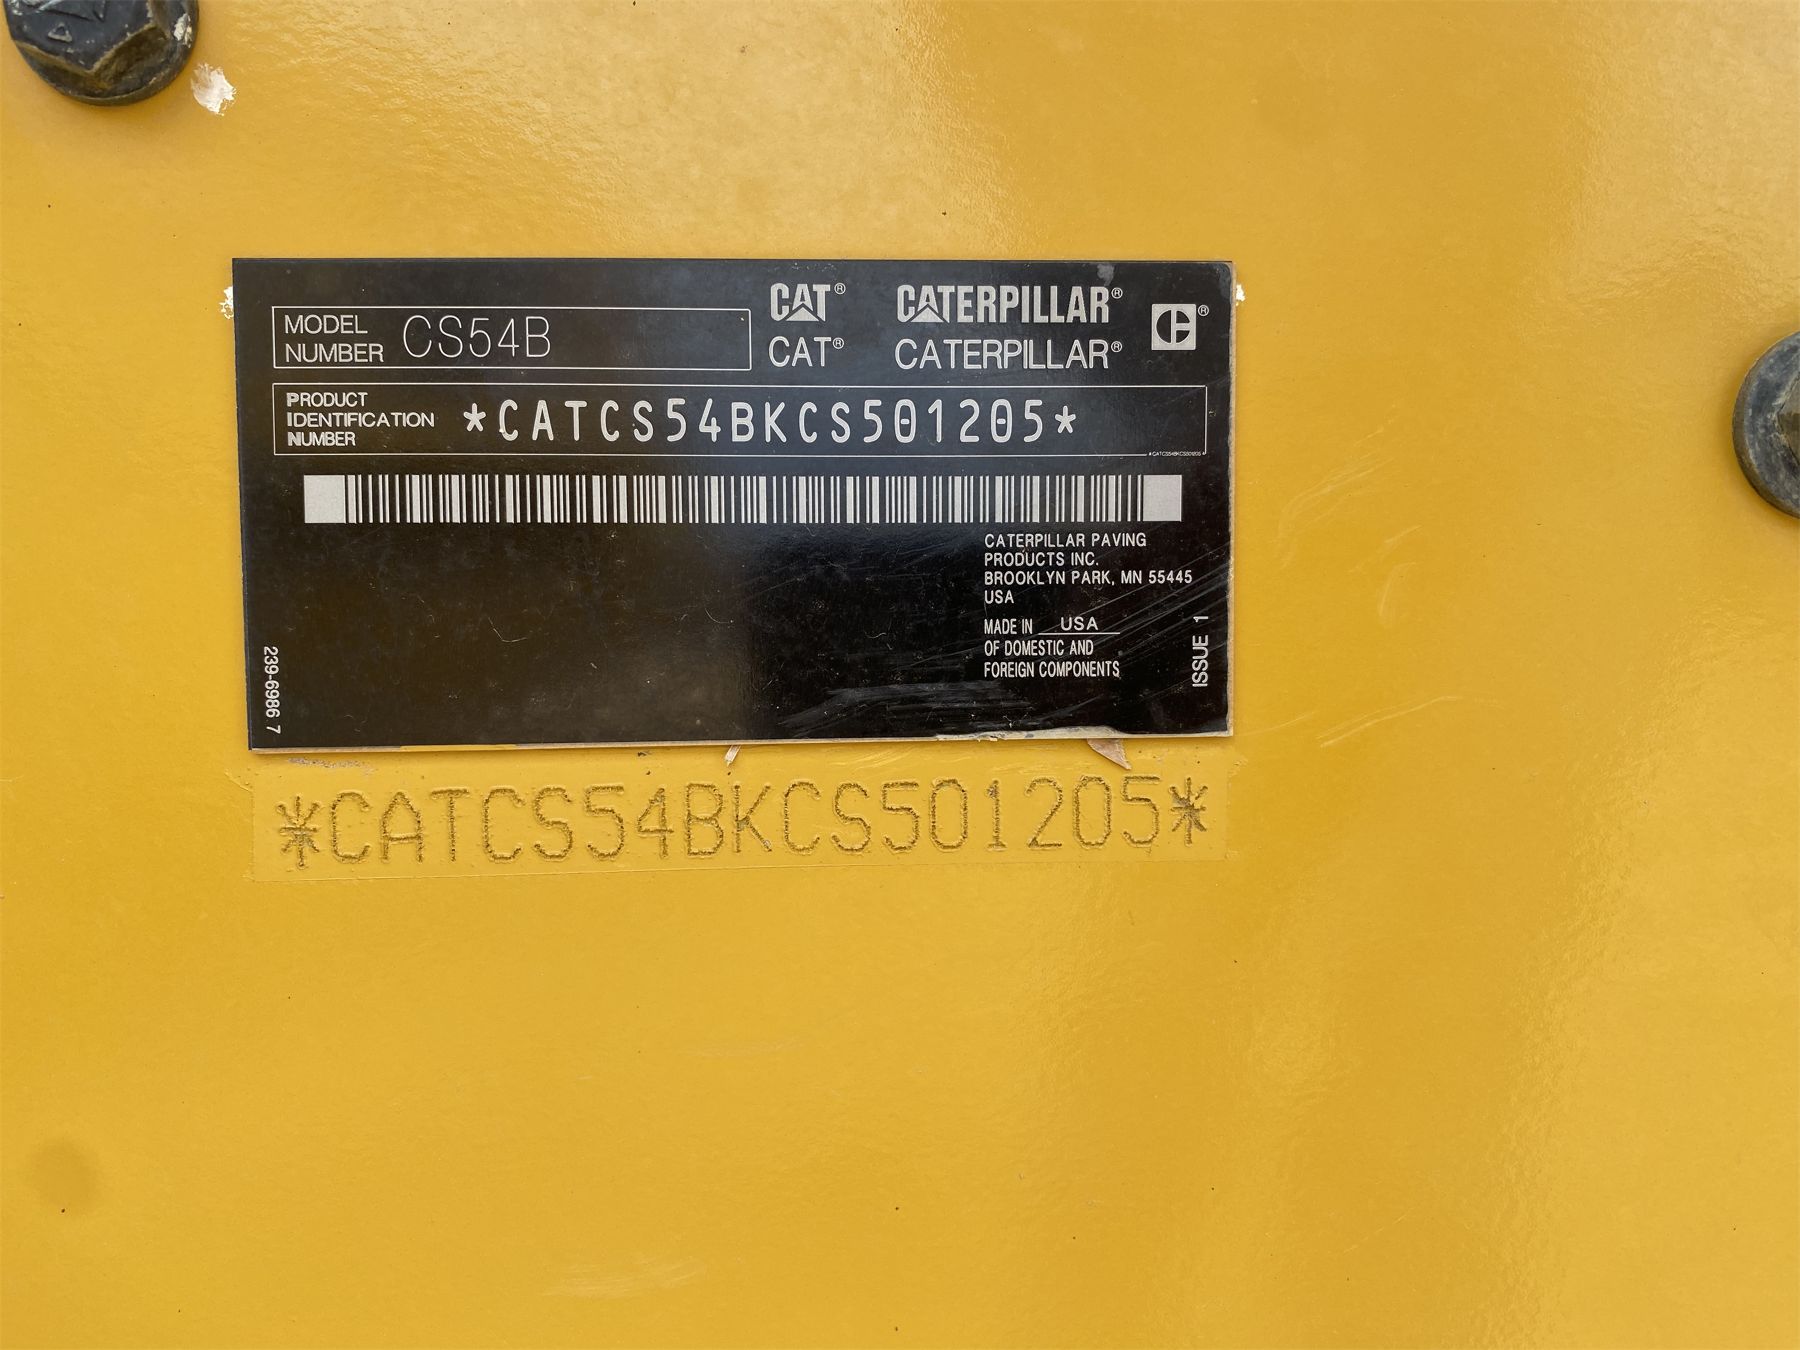 MODEL NUMBER CS54B
CAT® CATERPILLAR®
CAT® CATERPILLAR®
PRODUCT IDENTIFICATION NUMBER *CATCS54BKCS501205*
*CATCS54BKCS501205
CATERPILLAR PAVING
PRODUCTS INC.
BROOKLYN PARK, MN 55445
USA
MADE IN USA
OF DOMESTIC AND
FOREIGN COMPONENTS
ISSUE 1
239-6986 7
*CATCS54BKCS501205*